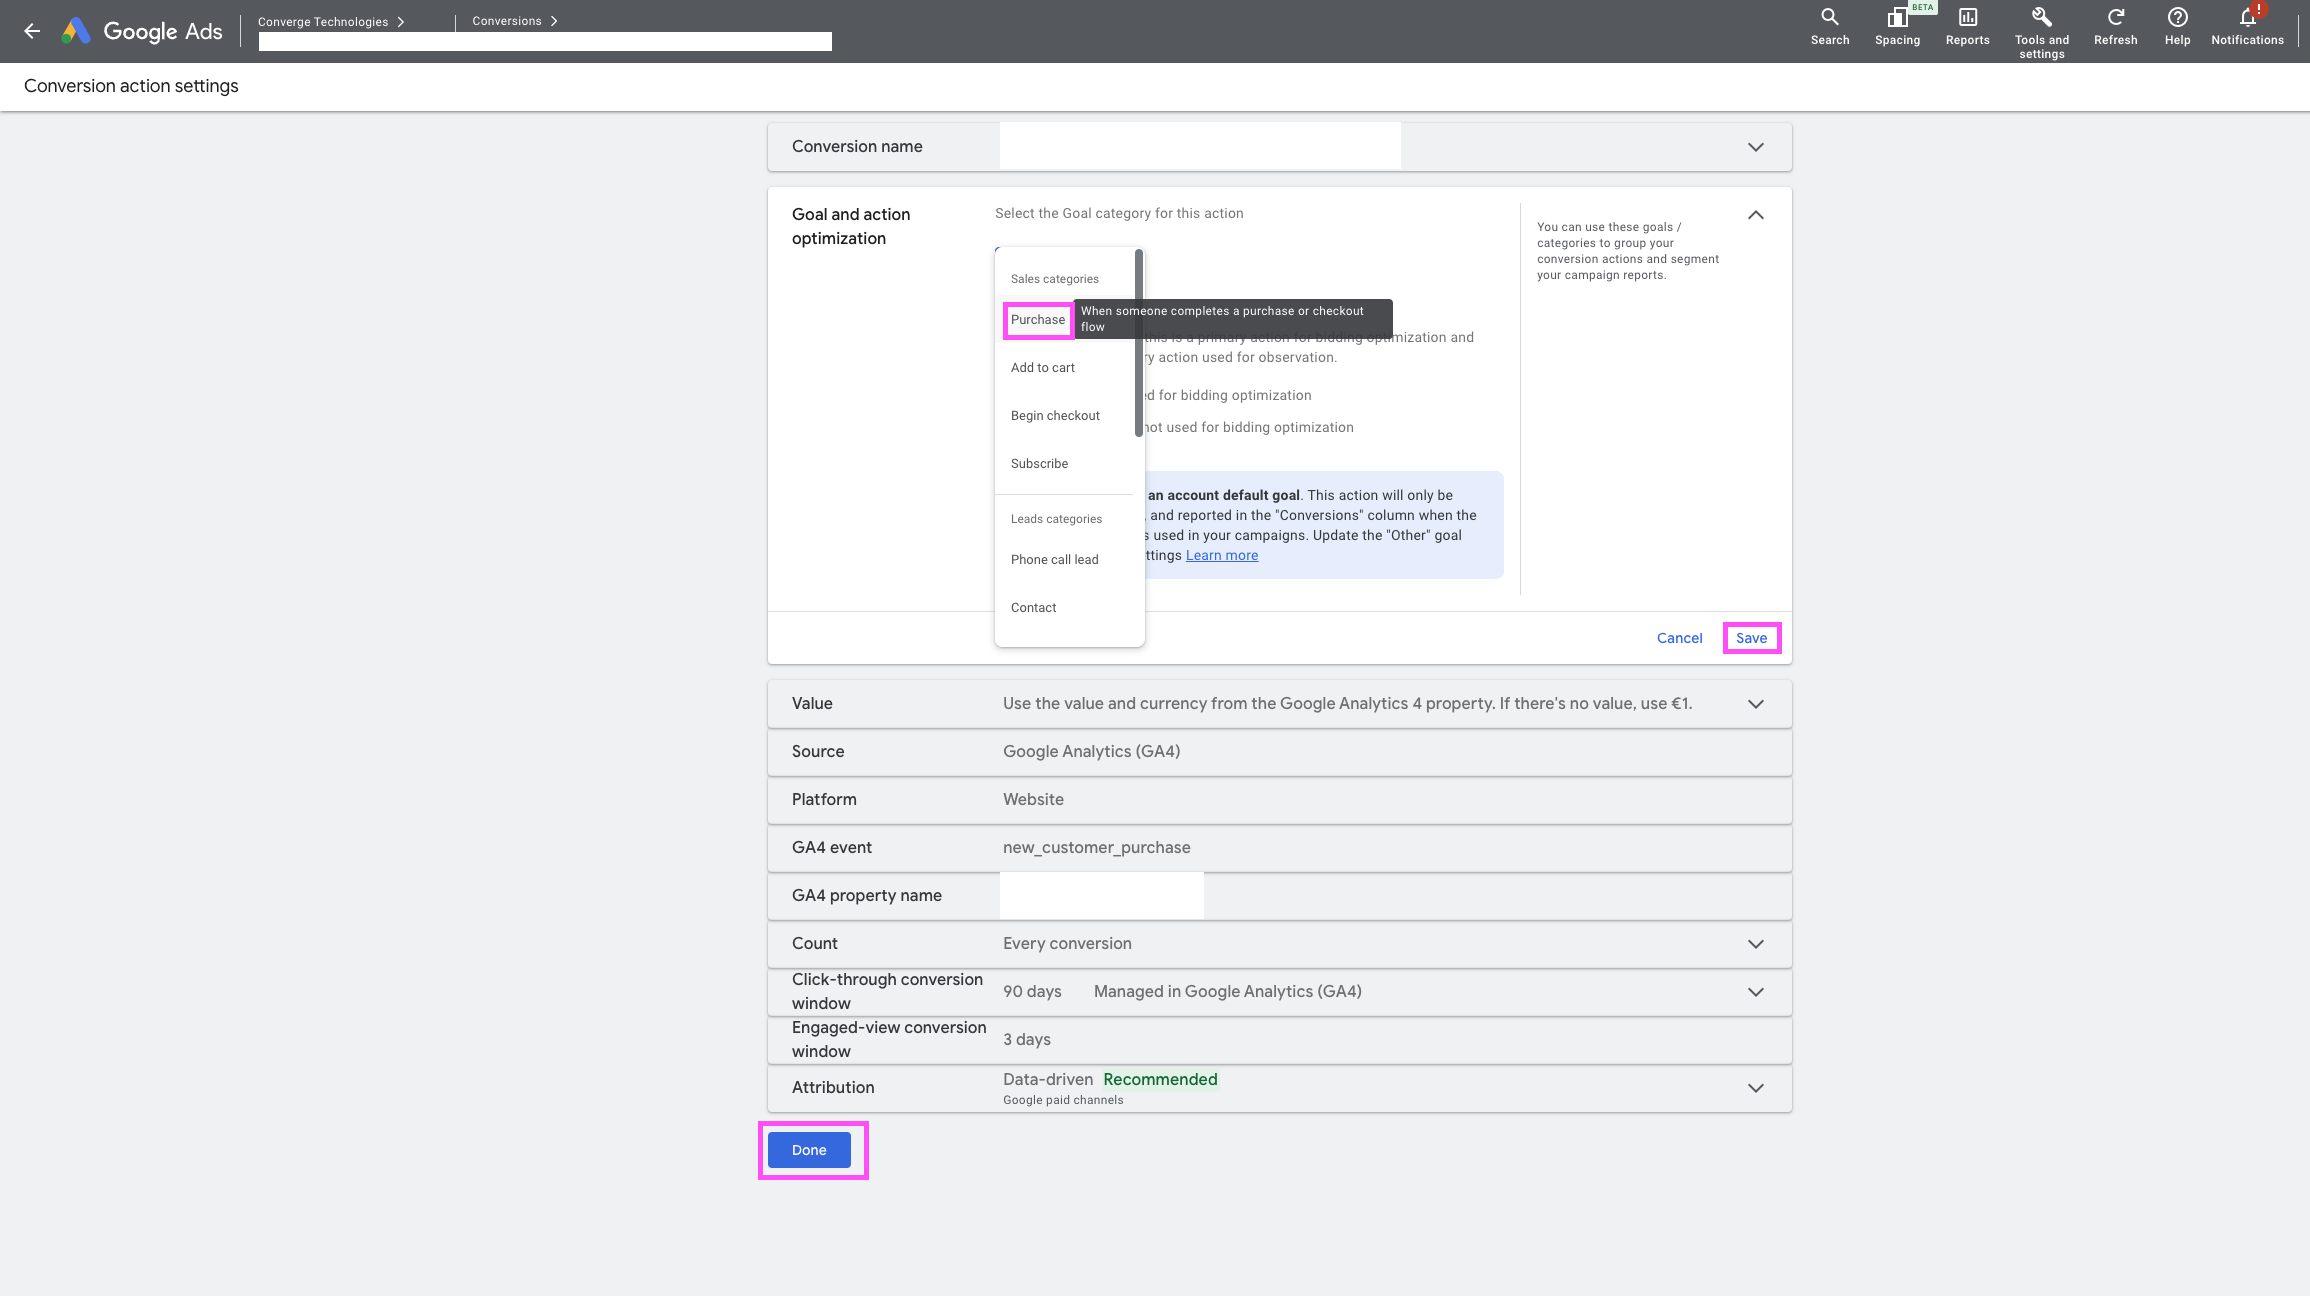 Google Ads
Converge Technologies
Conversions
Search
Spacing
BETA
Reports
Tools and
settings
Refresh
Help
Notifications
!
Conversion action settings
Conversion name
Goal and action
optimization
Select the Goal category for this action
Sales categories
Purchase
When someone completes a purchase or checkout
flow
Add to cart
Begin checkout
Subscribe
Leads categories
Phone call lead
Contact
this is a primary action for bidding optimization and
ry action used for observation.
ed for bidding optimization
not used for bidding optimization
an account default goal. This action will only be
, and reported in the "Conversions" column when the
s used in your campaigns. Update the "Other" goal
ttings Learn more
You can use these goals /
categories to group your
conversion actions and segment
your campaign reports.
Cancel
Save
Value
Use the value and currency from the Google Analytics 4 property. If there's no value, use €1.
Source
Google Analytics (GA4)
Platform
Website
GA4 event
new_customer_purchase
GA4 property name
Count
Every conversion
Click-through conversion
window
90 days
Managed in Google Analytics (GA4)
Engaged-view conversion
window
3 days
Attribution
Data-driven Recommended
Google paid channels
Done